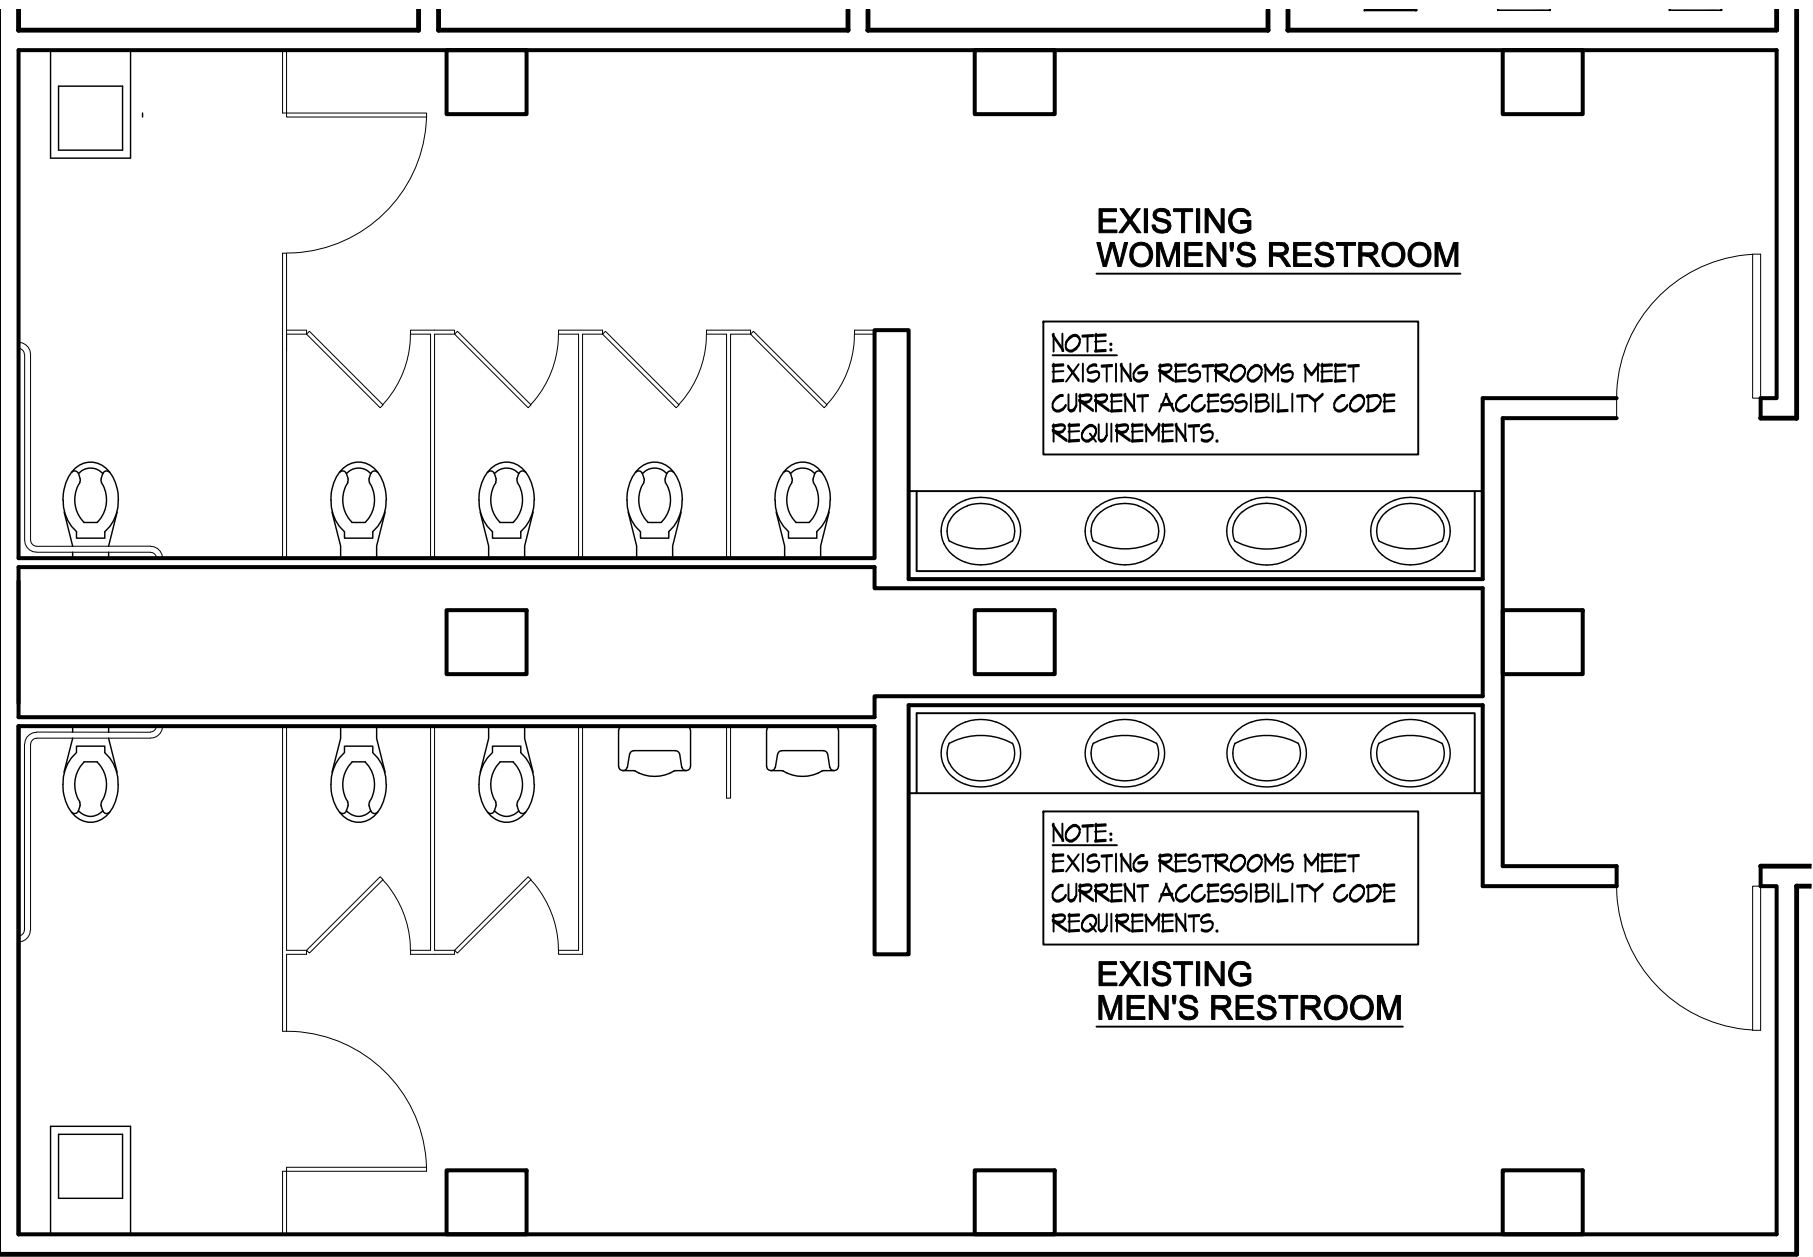 EXISTING
WOMEN'S RESTROOM
NOTE:
EXISTING RESTROOMS MEET
CURRENT ACCESSIBILITY CODE
REQUIREMENTS.
NOTE:
EXISTING RESTROOMS MEET
CURRENT ACCESSIBILITY CODE
REQUIREMENTS.
EXISTING
MEN'S RESTROOM